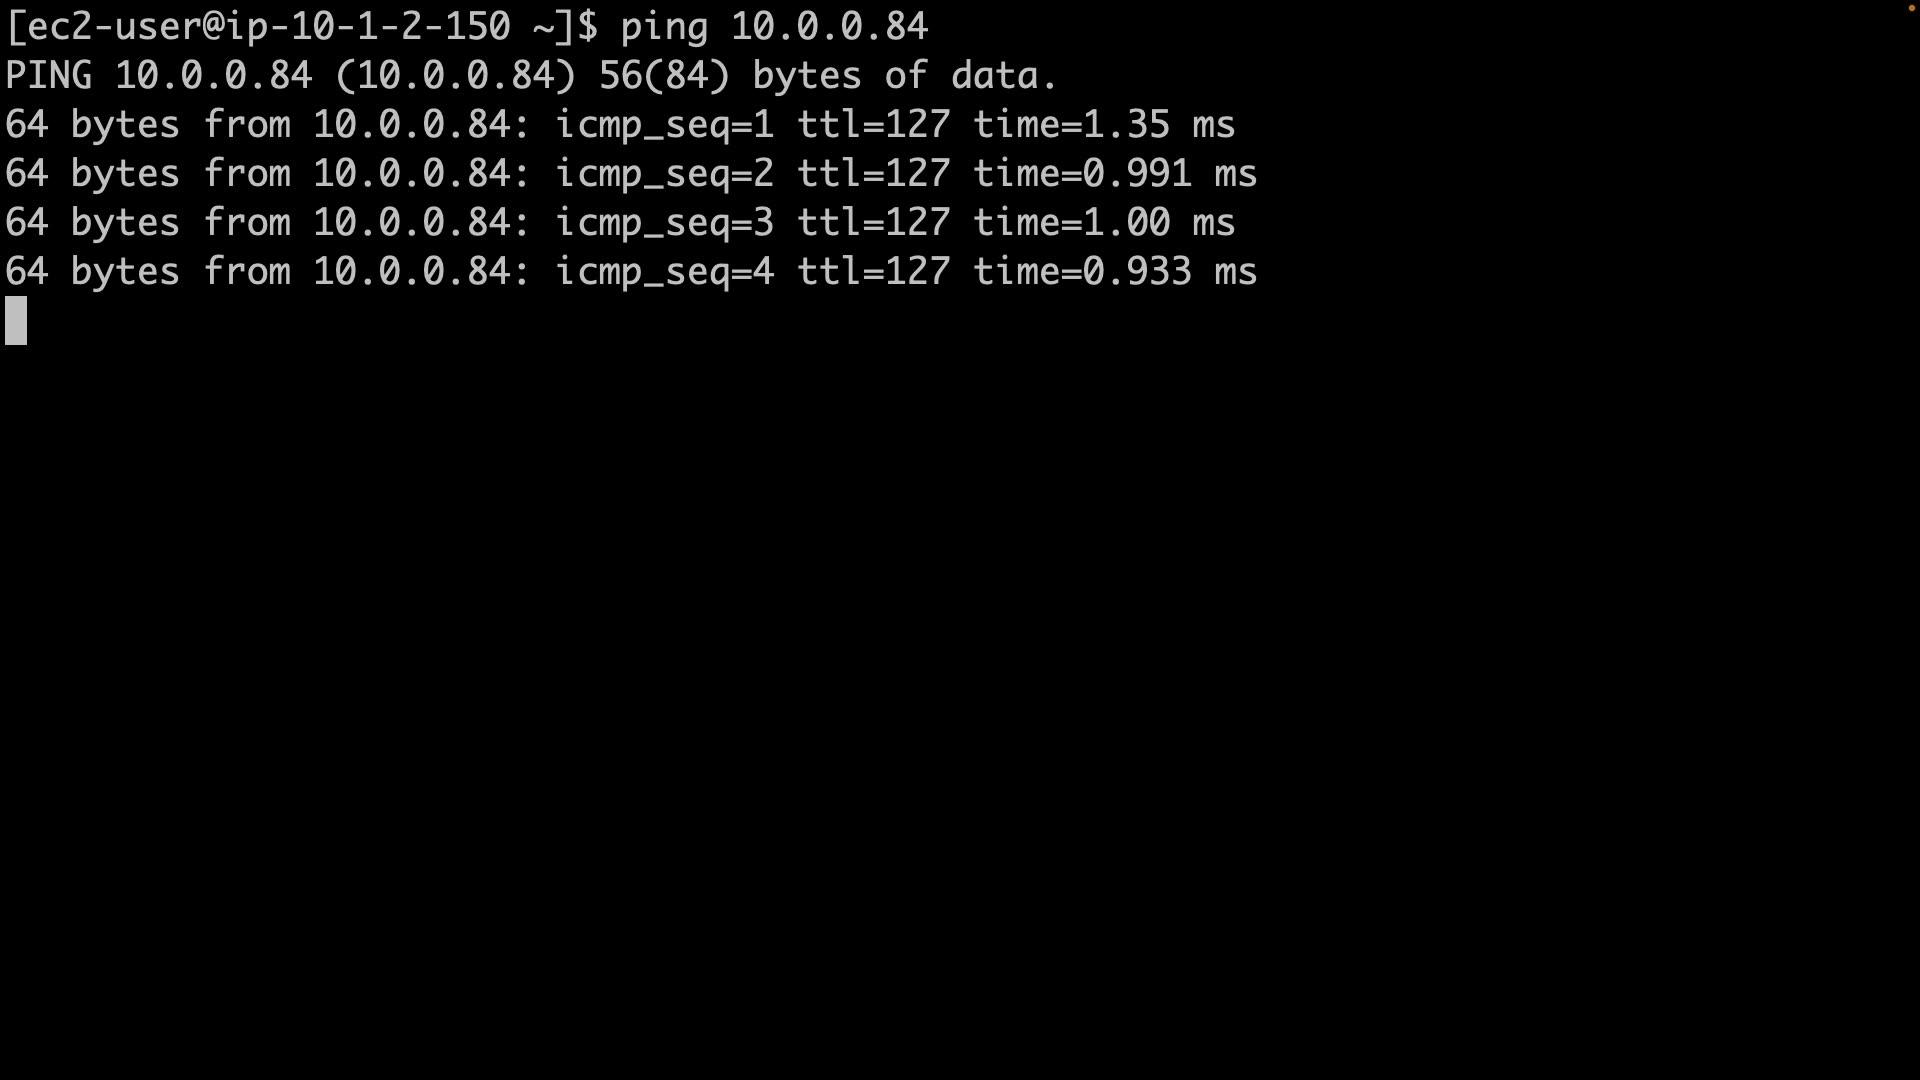 [ec2-user@ip-10-1-2-150 ~]$ ping 10.0.0.84
PING 10.0.0.84 (10.0.0.84) 56(84) bytes of data.
64 bytes from 10.0.0.84: icmp_seq=1 ttl=127 time=1.35 ms
64 bytes from 10.0.0.84: icmp_seq=2 ttl=127 time=0.991 ms
64 bytes from 10.0.0.84: icmp_seq=3 ttl=127 time=1.00 ms
64 bytes from 10.0.0.84: icmp_seq=4 ttl=127 time=0.933 ms